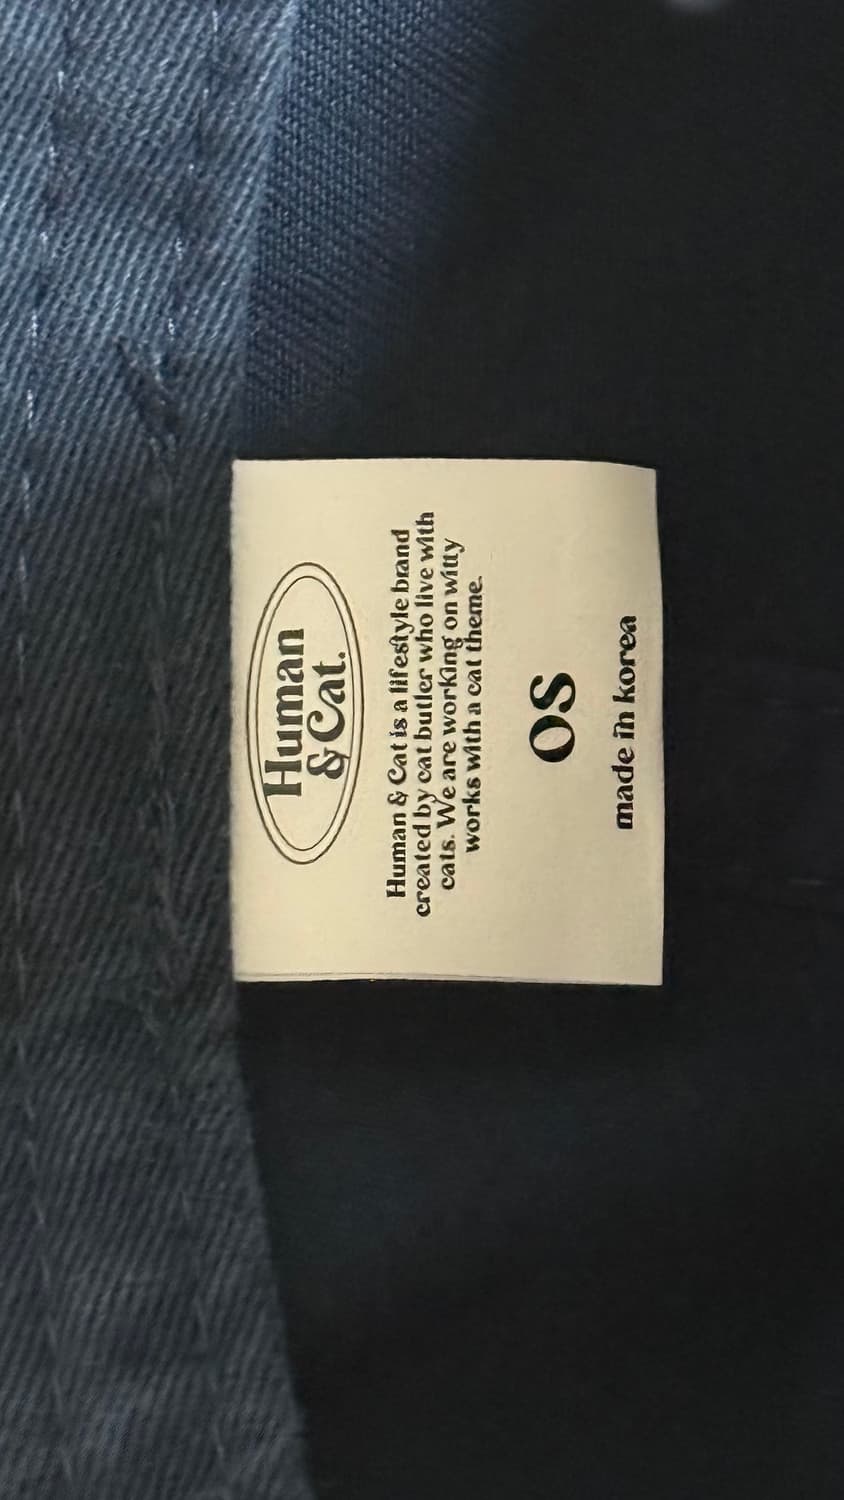 Human
& Cat.
Human & Cat is a lifestyle brand
created by cat butler who live with
cats. We are working on witty
works with a cat theme.
OS
made in korea